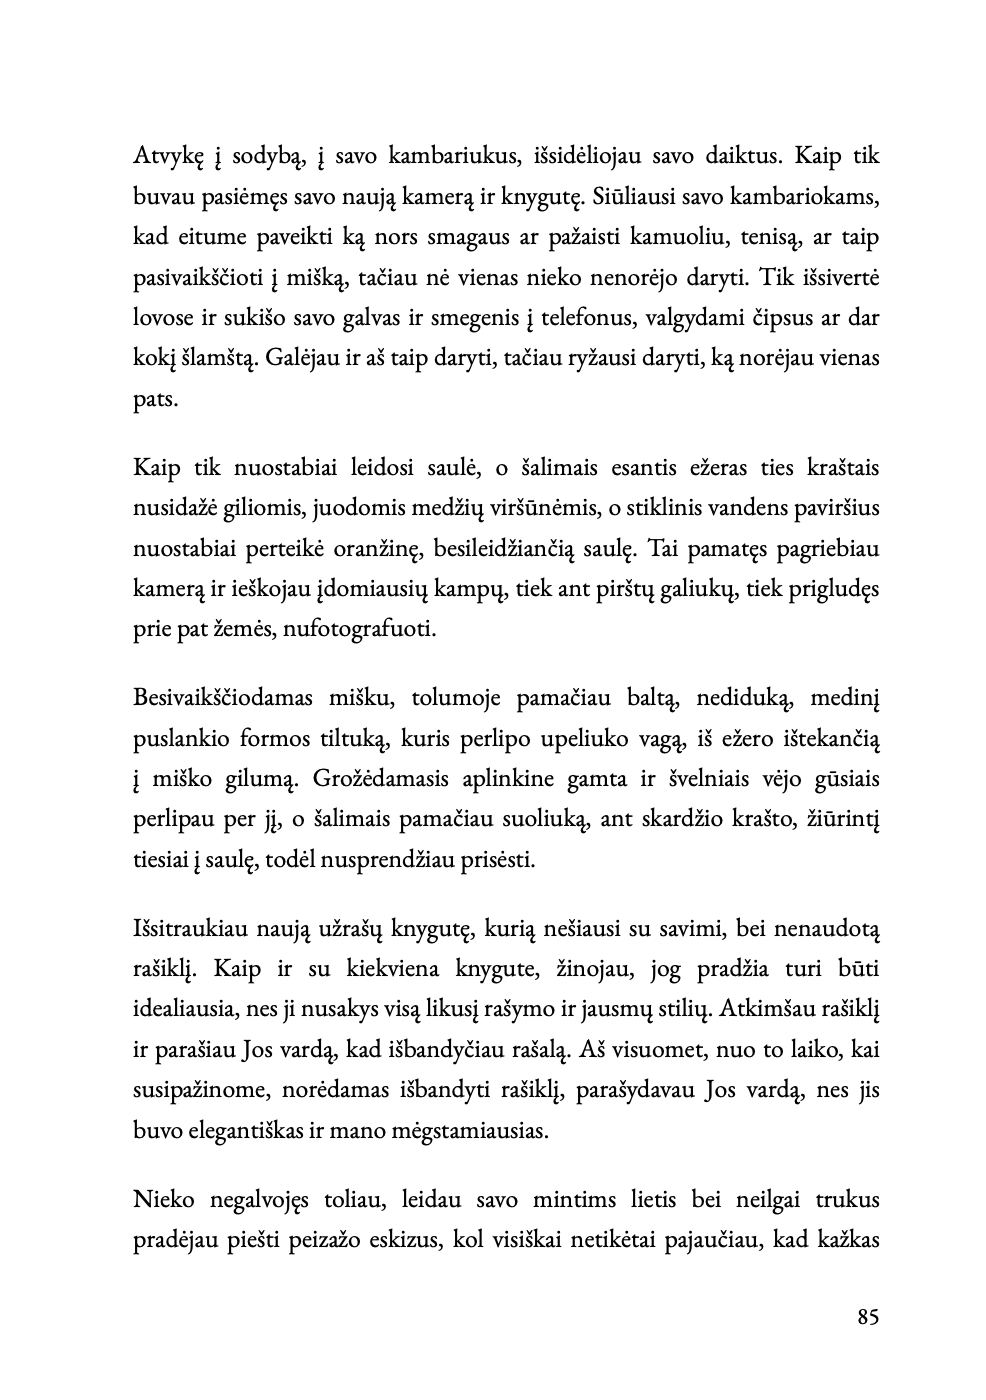 Atvykę į sodybą, į savo kambariukus, išsidėliojau savo daiktus. Kaip tik
buvau pasiėmęs savo naują kamerą ir knygutę. Siūliausi savo kambariokams,
kad eitume paveikti ką nors smagaus ar pažaisti kamuoliu, tenisą, ar taip
pasivaikščioti į mišką, tačiau nė vienas nieko nenorėjo daryti. Tik išsivertė
lovose ir sukišo savo galvas ir smegenis į telefonus, valgydami čipsus ar dar
kokį šlamštą. Galėjau ir aš taip daryti, tačiau ryžausi daryti, ką norėjau vienas
pats.
Kaip tik nuostabiai leidosi saulė, o šalimais esantis ežeras ties kraštais
nusidažė giliomis, juodomis medžių viršūnėmis, o stiklinis vandens paviršius
nuostabiai perteikė oranžinę, besileidžiančią saulę. Tai pamatęs pagriebiau
kamerą ir ieškojau įdomiausių kampų, tiek ant pirštų galiukų, tiek prigludęs
prie pat žemės, nufotografuoti.
Besivaikščiodamas mišku, tolumoje pamačiau baltą, nediduką, medinį
puslankio formos tiltuką, kuris perlipo upeliuko vagą, iš ežero ištekančią
į miško gilumą. Grožėdamasis aplinkine gamta ir švelniais vėjo gūsiais
perlipau per jį, o šalimais pamačiau suoliuką, ant skardžio krašto, žiūrintį
tiesiai į saulę, todėl nusprendžiau prisėsti.
Išsitraukiau naują užrašų knygutę, kurią nešiausi su savimi, bei nenaudotą
rašiklį. Kaip ir su kiekviena knygute, žinojau, jog pradžia turi būti
idealiausia, nes ji nusakys visą likusį rašymo ir jausmų stilių. Atkimšau rašiklį
ir parašiau Jos vardą, kad išbandyčiau rašalą. Aš visuomet, nuo to laiko, kai
susipažinome, norėdamas išbandyti rašiklį, parašydavau Jos vardą, nes jis
buvo elegantiškas ir mano mėgstamiausias.
Nieko negalvojęs toliau, leidau savo mintims lietis bei neilgai trukus
pradėjau piešti peizažo eskizus, kol visiškai netikėtai pajaučiau, kad kažkas
85